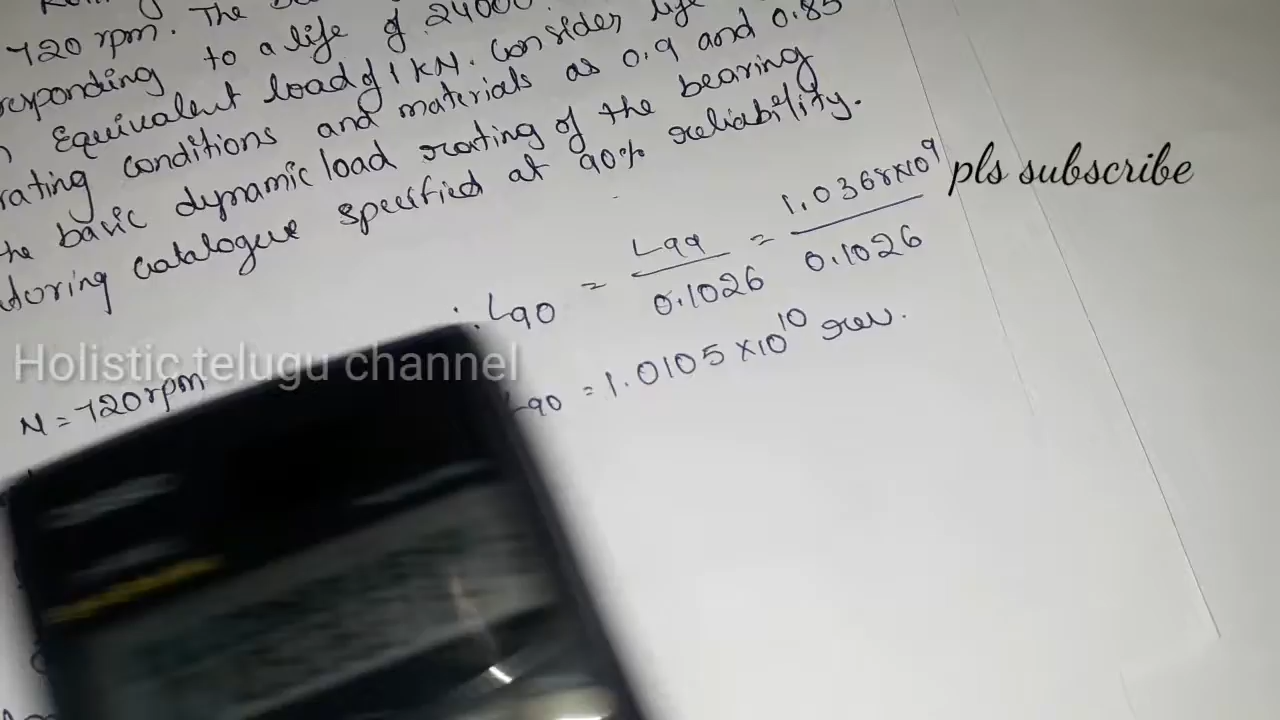 720 rpm. The
responding to a life of 24000
Equivalent load of 1 KN. Consider life
rating conditions and materials as 0.9 and 0.85
the basic dynamic load rating of the bearing
during catalogue specified at 90% reliability.
pls subscribe
∴ L90 = L99 / 0.1026 = 1.0368×10^9 / 0.1026
L90 = 1.0105 ×10^10 rev.
Holistic telugu channel
N = 720 rpm